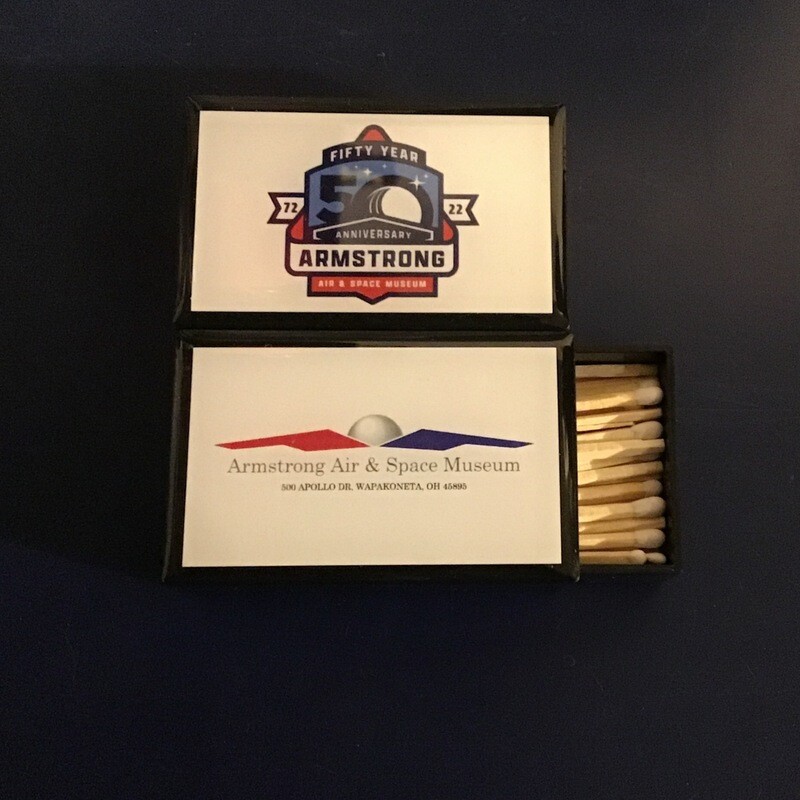 FIFTY YEAR
50
72 22
ANNIVERSARY
ARMSTRONG
AIR & SPACE MUSEUM
Armstrong Air & Space Museum
500 APOLLO DR, WAPAKONETA, OH 45895